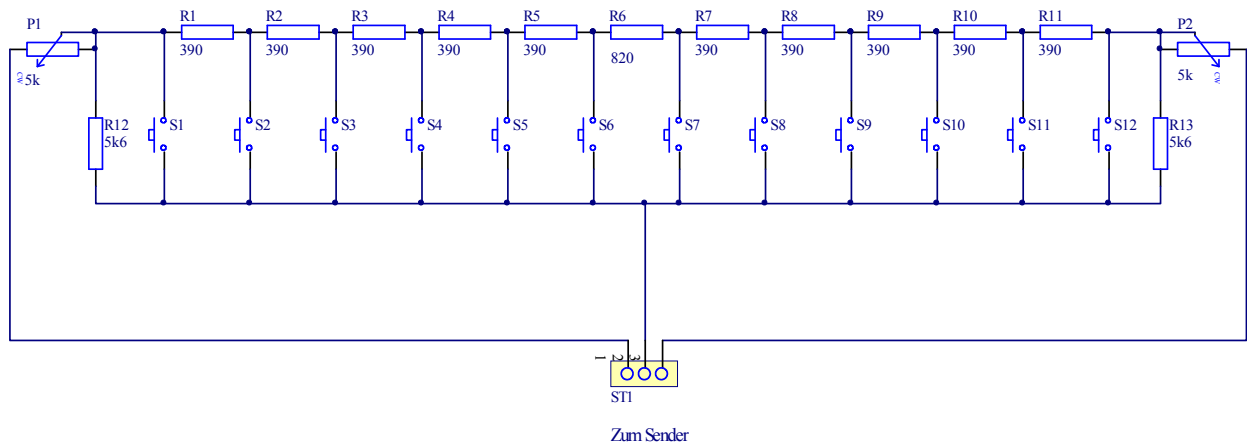 P1
R1
R2
R3
R4
R5
R6
R7
R8
R9
R10
R11
P2
390
390
390
390
390
820
390
390
390
390
390
CW
5k
5k
CW
R12
5k6
S1
S2
S3
S4
S5
S6
S7
S8
S9
S10
S11
S12
R13
5k6
1
2
3
ST1
Zum Sender